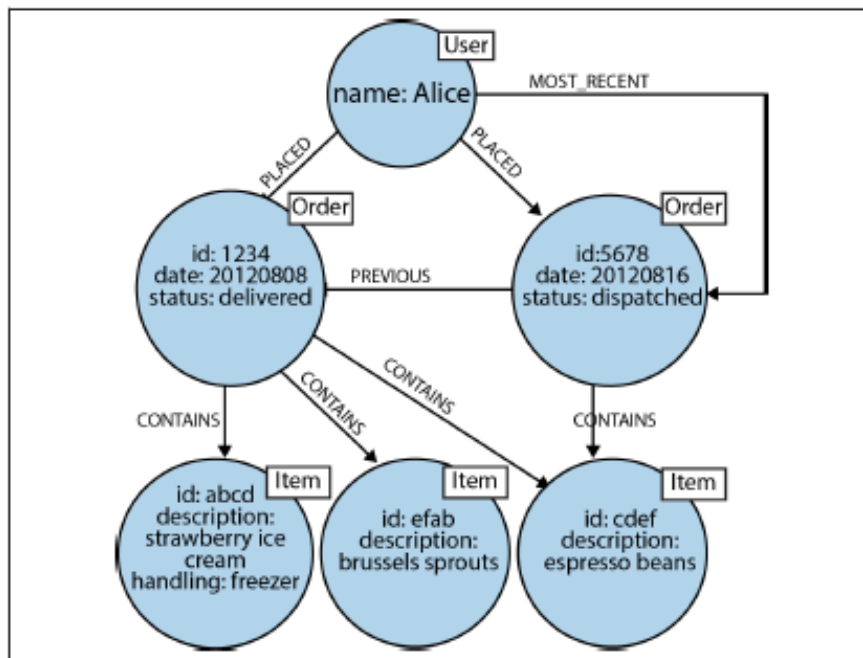 User
name: Alice
MOST_RECENT
PLACED
PLACED
Order
id: 1234
date: 20120808
status: delivered
Order
id:5678
date: 20120816
status: dispatched
PREVIOUS
CONTAINS
CONTAINS
CONTAINS
CONTAINS
Item
id: abcd
description:
strawberry ice
cream
handling: freezer
Item
id: efab
description:
brussels sprouts
Item
id: cdef
description:
espresso beans